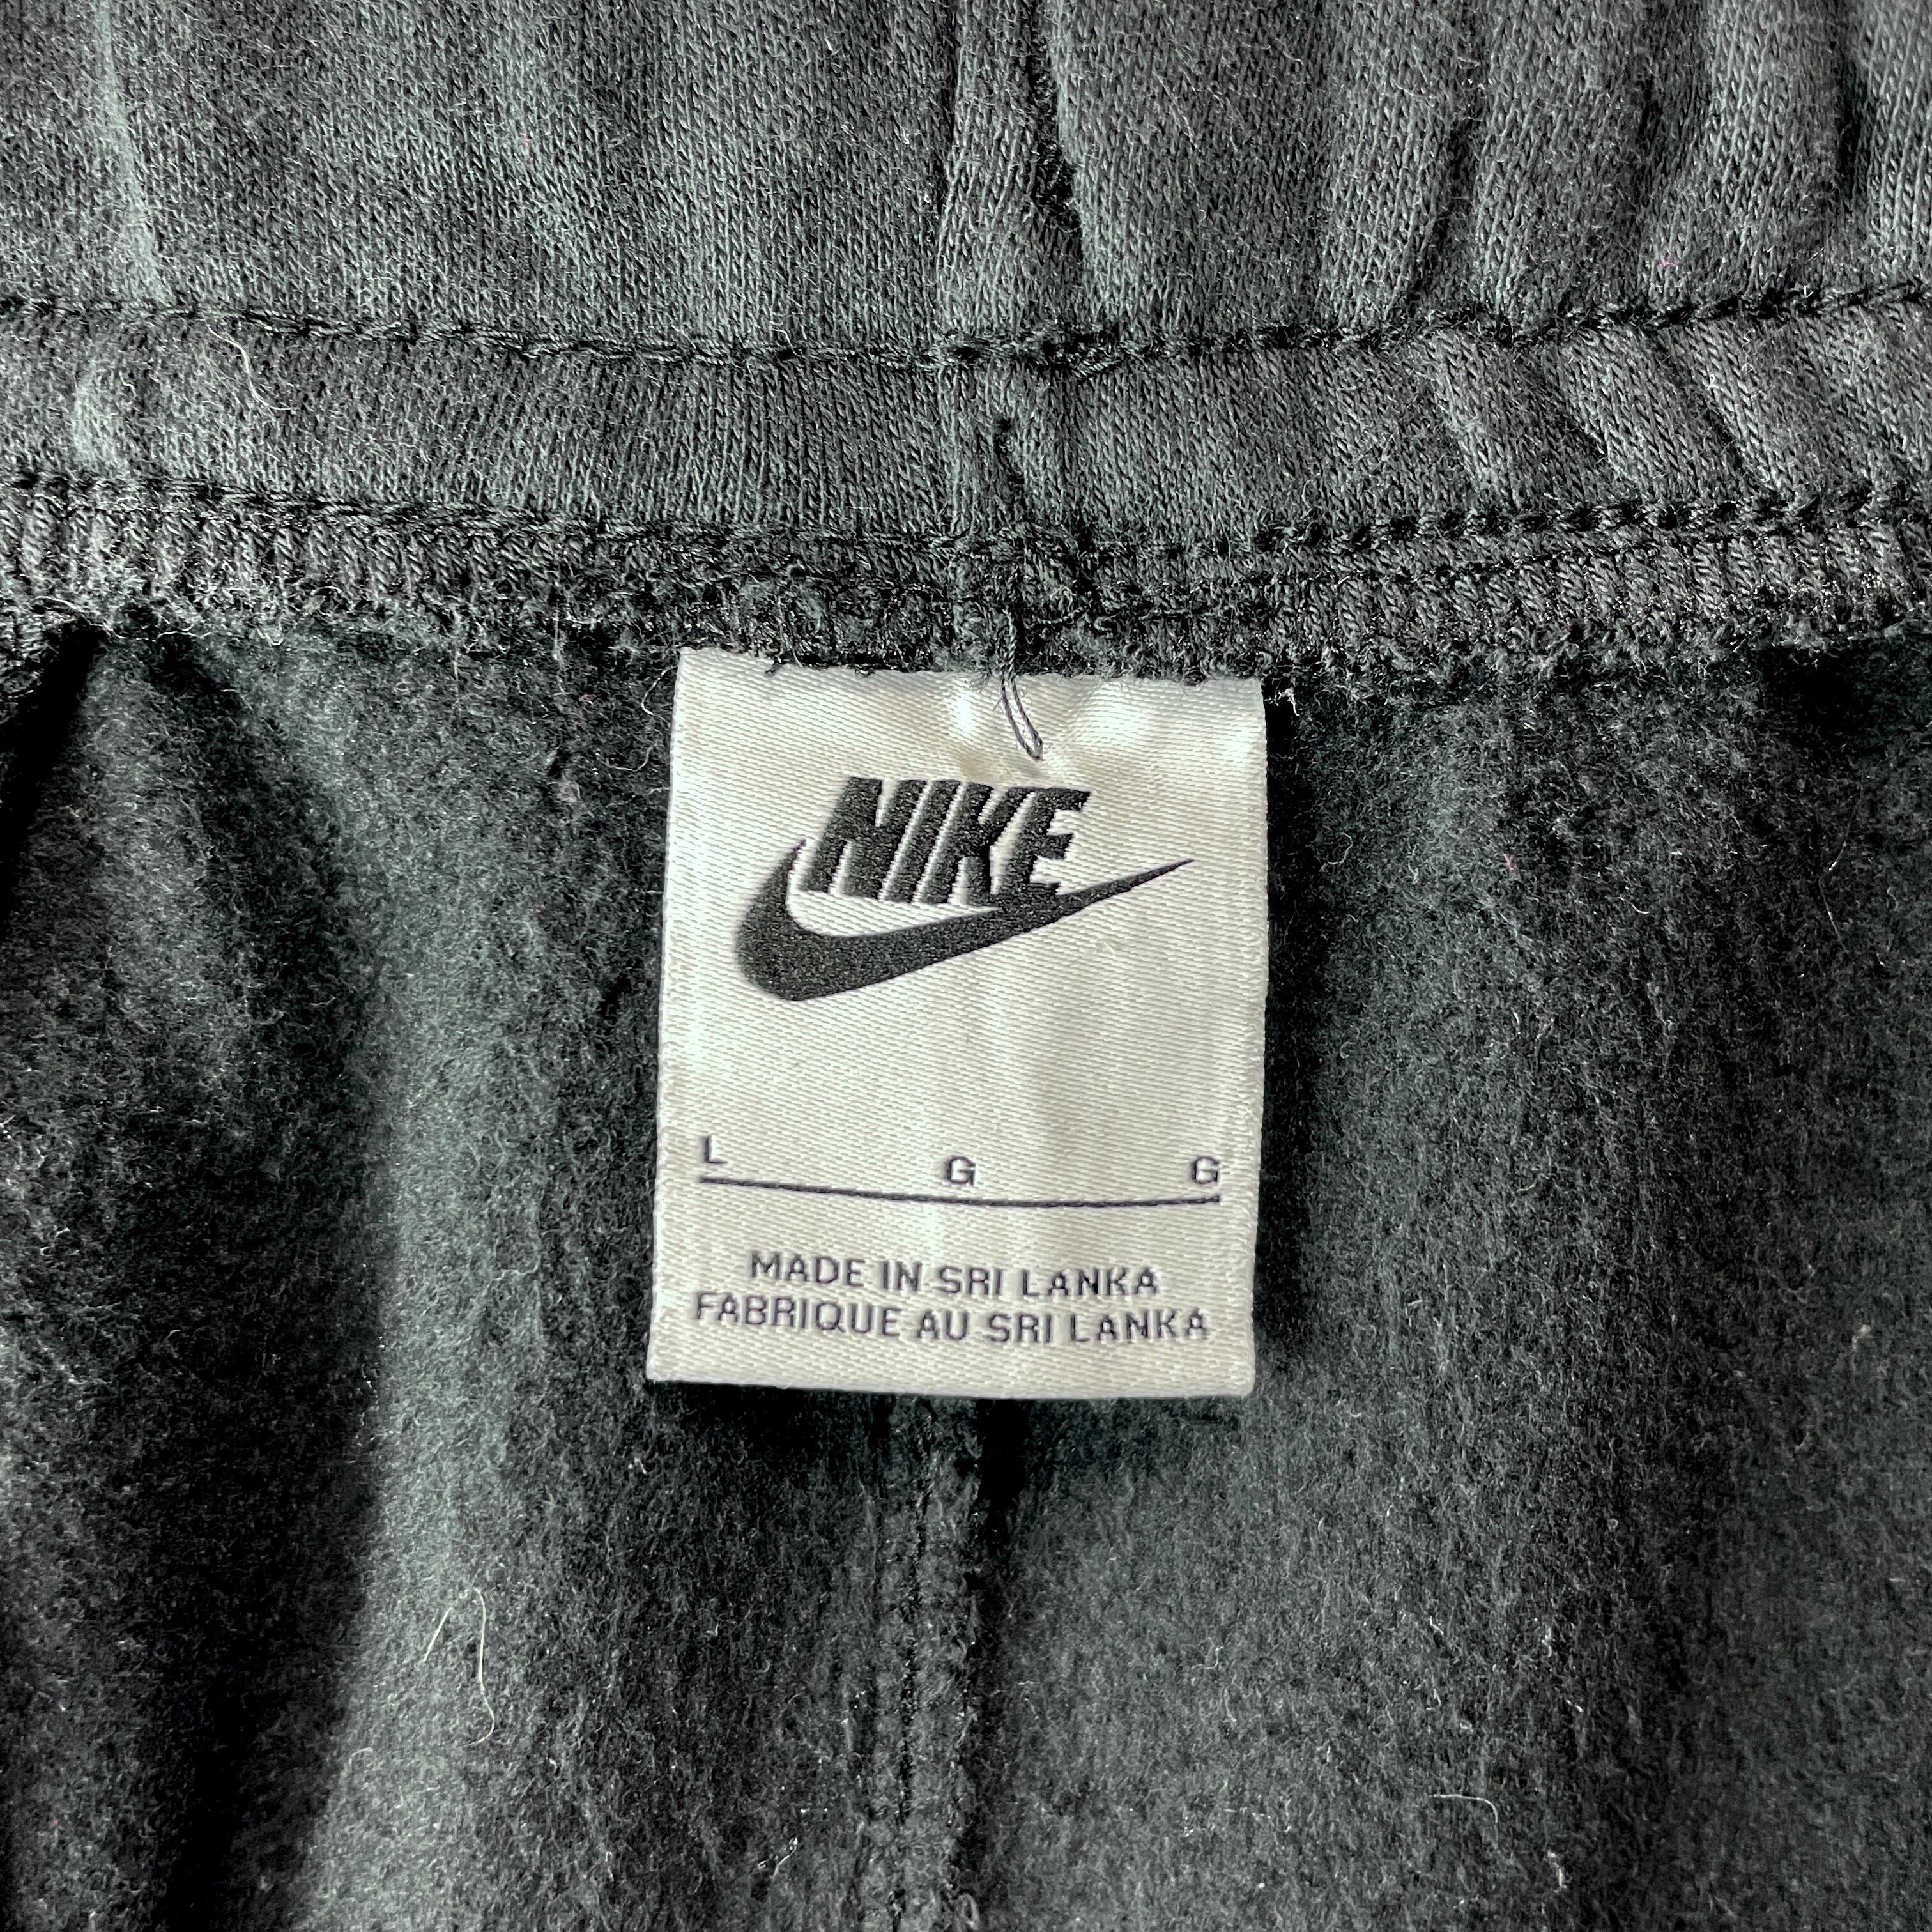 NIKE
L G G
MADE IN SRI LANKA
FABRIQUE AU SRI LANKA